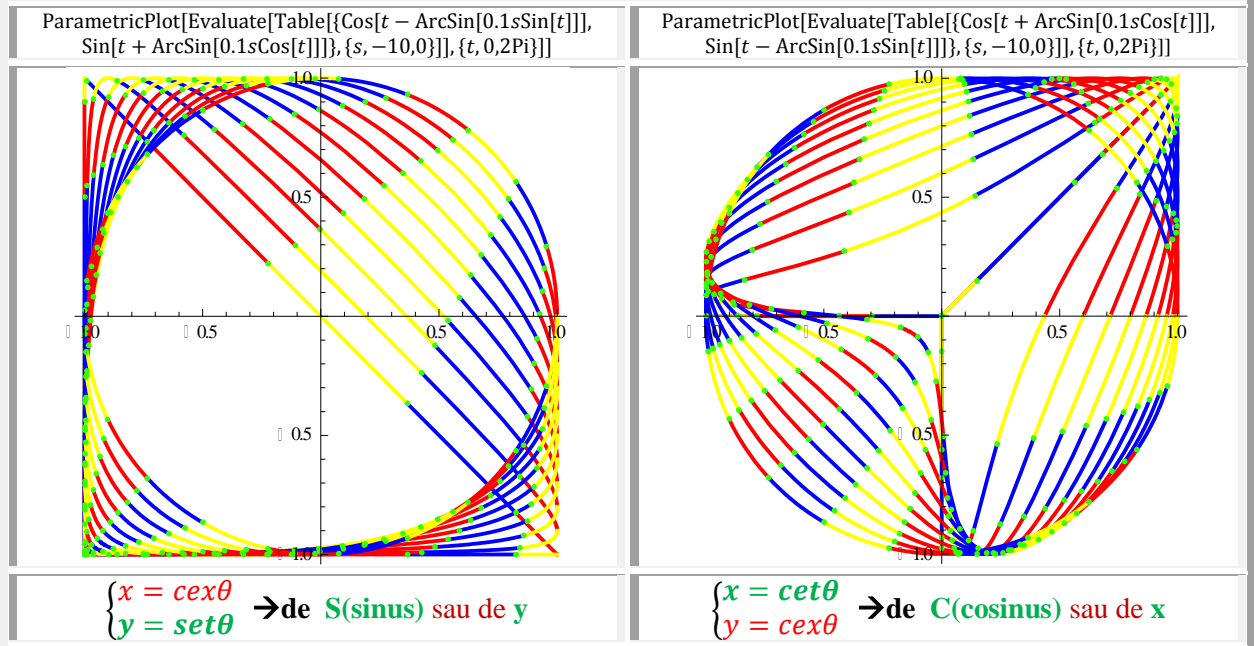 ParametricPlot[Evaluate[Table[{Cos[t − ArcSin[0.1sSin[t]]],
Sin[t + ArcSin[0.1sCos[t]]]},{s, −10,0}]],{t, 0,2Pi}]]
1.0
0.5
1.0
0.5
0.5
1.0
0.5
1.0
{x = cexθ
y = setθ
→de S(sinus) sau de y
ParametricPlot[Evaluate[Table[{Cos[t + ArcSin[0.1sCos[t]]],
Sin[t − ArcSin[0.1sSin[t]]]},{s, −10,0}]],{t, 0,2Pi}]]
1.0
0.5
1.0
0.5
0.5
1.0
0.5
1.0
{x = cetθ
y = cexθ
→de C(cosinus) sau de x